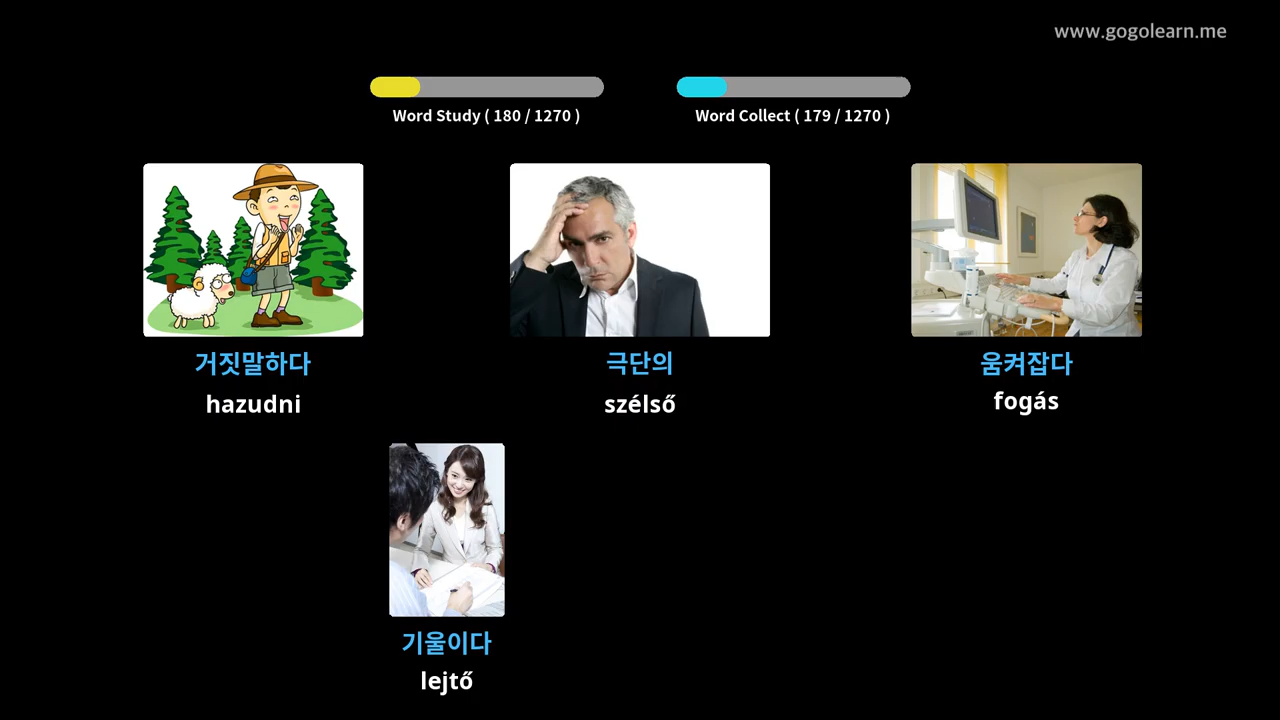 www.gogolearn.me
Word Study ( 180 / 1270 )
Word Collect ( 179 / 1270 )
거짓말하다
hazudni
극단의
szélső
움켜잡다
fogás
기울이다
lejtő